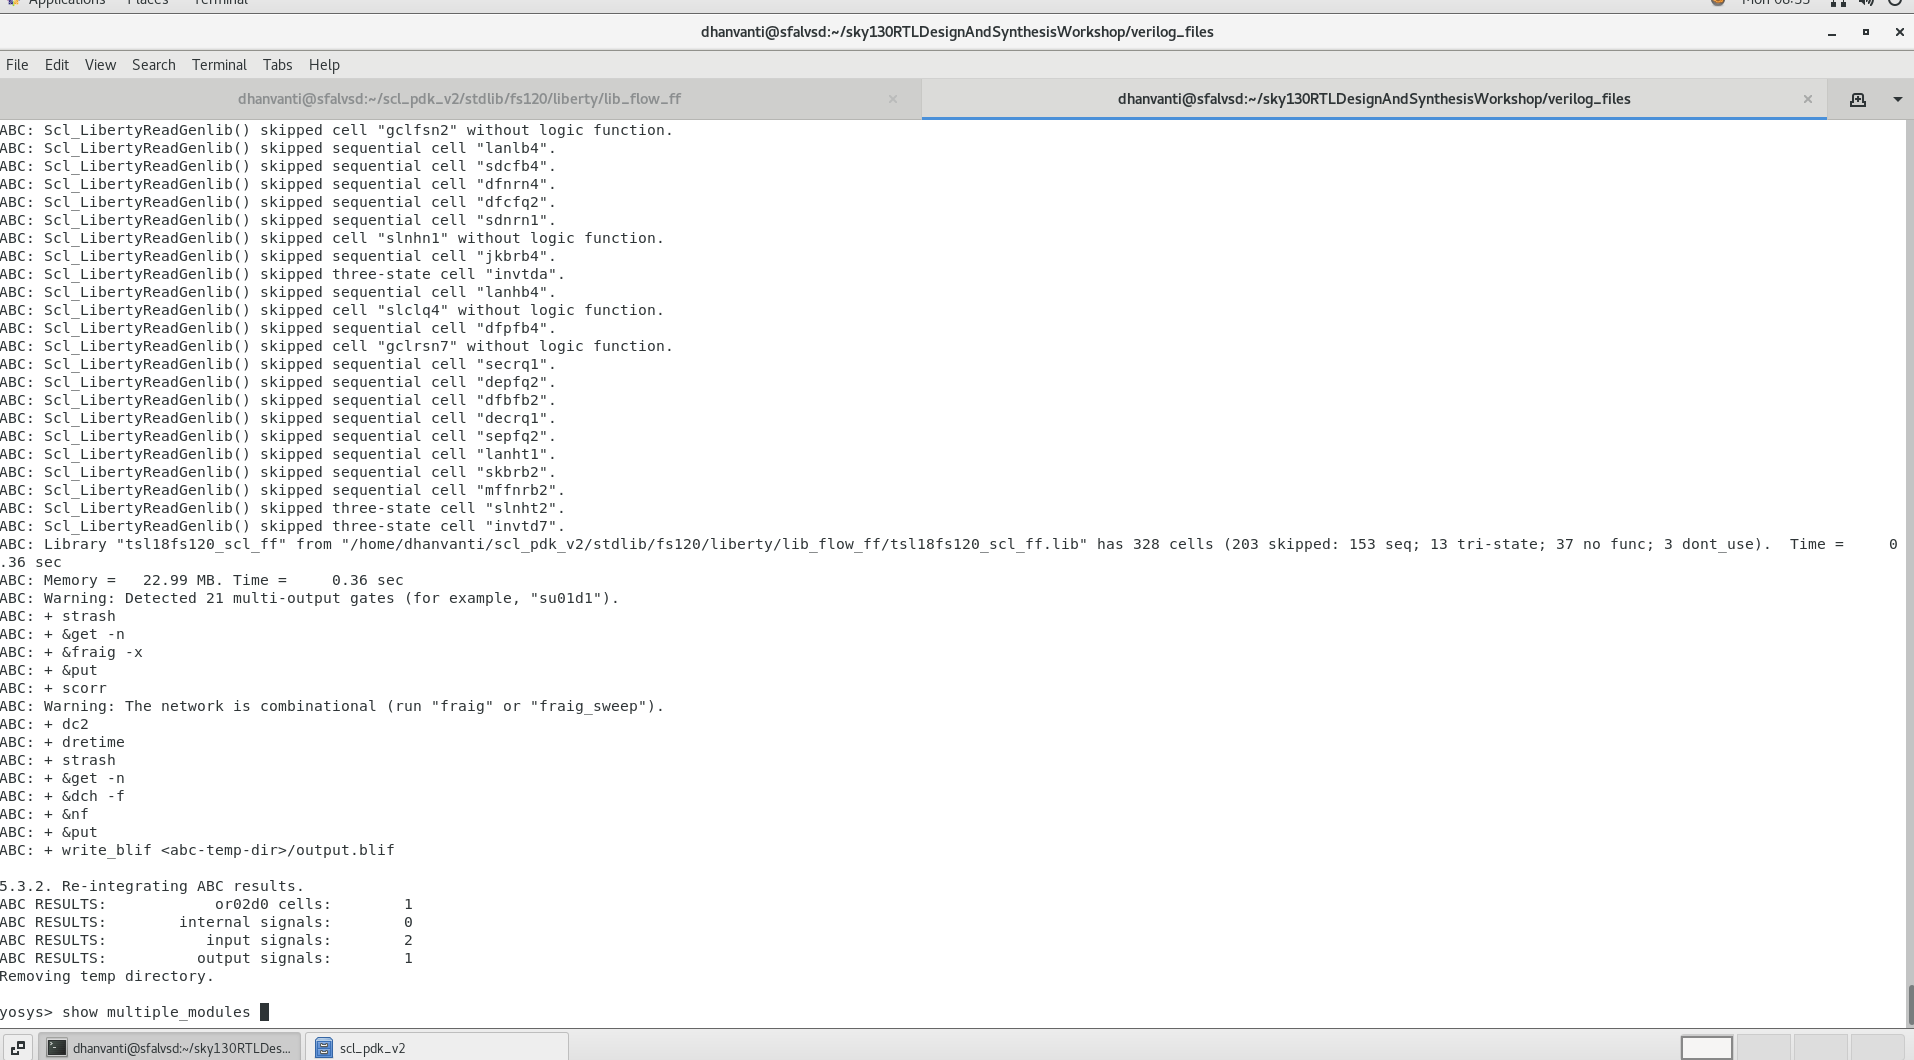 Applications Places Terminal Mon 08:55
dhanvanti@sfalvsd:~/sky130RTLDesignAndSynthesisWorkshop/verilog_files
File Edit View Search Terminal Tabs Help
dhanvanti@sfalvsd:~/scl_pdk_v2/stdlib/fs120/liberty/lib_flow_ff
dhanvanti@sfalvsd:~/sky130RTLDesignAndSynthesisWorkshop/verilog_files
ABC: Scl_LibertyReadGenlib() skipped cell "gclfsn2" without logic function.
ABC: Scl_LibertyReadGenlib() skipped sequential cell "lanlb4".
ABC: Scl_LibertyReadGenlib() skipped sequential cell "sdcfb4".
ABC: Scl_LibertyReadGenlib() skipped sequential cell "dfnrn4".
ABC: Scl_LibertyReadGenlib() skipped sequential cell "dfcfq2".
ABC: Scl_LibertyReadGenlib() skipped sequential cell "sdnrn1".
ABC: Scl_LibertyReadGenlib() skipped cell "slnhn1" without logic function.
ABC: Scl_LibertyReadGenlib() skipped sequential cell "jkbrb4".
ABC: Scl_LibertyReadGenlib() skipped three-state cell "invtda".
ABC: Scl_LibertyReadGenlib() skipped sequential cell "lanhb4".
ABC: Scl_LibertyReadGenlib() skipped cell "slclq4" without logic function.
ABC: Scl_LibertyReadGenlib() skipped sequential cell "dfpfb4".
ABC: Scl_LibertyReadGenlib() skipped cell "gclrsn7" without logic function.
ABC: Scl_LibertyReadGenlib() skipped sequential cell "secrq1".
ABC: Scl_LibertyReadGenlib() skipped sequential cell "depfq2".
ABC: Scl_LibertyReadGenlib() skipped sequential cell "dfbfb2".
ABC: Scl_LibertyReadGenlib() skipped sequential cell "decrq1".
ABC: Scl_LibertyReadGenlib() skipped sequential cell "sepfq2".
ABC: Scl_LibertyReadGenlib() skipped sequential cell "lanht1".
ABC: Scl_LibertyReadGenlib() skipped sequential cell "skbrb2".
ABC: Scl_LibertyReadGenlib() skipped sequential cell "mffnrb2".
ABC: Scl_LibertyReadGenlib() skipped three-state cell "slnht2".
ABC: Scl_LibertyReadGenlib() skipped three-state cell "invtd7".
ABC: Library "tsl18fs120_scl_ff" from "/home/dhanvanti/scl_pdk_v2/stdlib/fs120/liberty/lib_flow_ff/tsl18fs120_scl_ff.lib" has 328 cells (203 skipped: 153 seq; 13 tri-state; 37 no func; 3 dont_use).  Time =     0
.36 sec
ABC: Memory =   22.99 MB. Time =     0.36 sec
ABC: Warning: Detected 21 multi-output gates (for example, "su01d1").
ABC: + strash
ABC: + &get -n
ABC: + &fraig -x
ABC: + &put
ABC: + scorr
ABC: Warning: The network is combinational (run "fraig" or "fraig_sweep").
ABC: + dc2
ABC: + dretime
ABC: + strash
ABC: + &get -n
ABC: + &dch -f
ABC: + &nf
ABC: + &put
ABC: + write_blif <abc-temp-dir>/output.blif
5.3.2. Re-integrating ABC results.
ABC RESULTS:            or02d0 cells:        1
ABC RESULTS:        internal signals:        0
ABC RESULTS:           input signals:        2
ABC RESULTS:          output signals:        1
Removing temp directory.
yosys> show multiple_modules
dhanvanti@sfalvsd:~/sky130RTLDes...
scl_pdk_v2